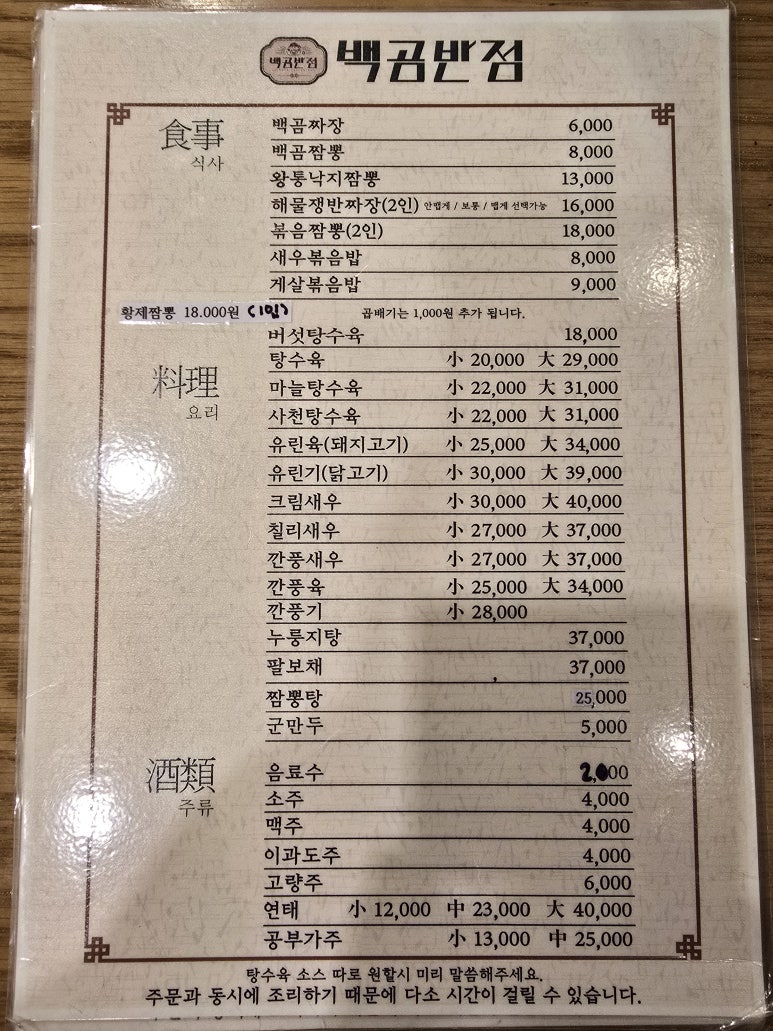 백곰반점 백곰반점
食事
식사
백곰짜장 6,000
백곰짬뽕 8,000
왕통낙지짬뽕 13,000
해물쟁반짜장(2인) 안맵게 / 보통 / 맵게 선택가능 16,000
볶음짬뽕(2인) 18,000
새우볶음밥 8,000
게살볶음밥 9,000
황제짬뽕 18.000원 (1인)
곱배기는 1,000원 추가 됩니다.
料理
요리
버섯탕수육 18,000
탕수육 小 20,000 大 29,000
마늘탕수육 小 22,000 大 31,000
사천탕수육 小 22,000 大 31,000
유린육(돼지고기) 小 25,000 大 34,000
유린기(닭고기) 小 30,000 大 39,000
크림새우 小 30,000 大 40,000
칠리새우 小 27,000 大 37,000
깐풍새우 小 27,000 大 37,000
깐풍육 小 25,000 大 34,000
깐풍기 小 28,000
누룽지탕 37,000
팔보채 37,000
짬뽕탕 25,000
군만두 5,000
酒類
주류
음료수 2,000
소주 4,000
맥주 4,000
이과도주 4,000
고량주 6,000
연태 小 12,000 中 23,000 大 40,000
공부가주 小 13,000 中 25,000
탕수육 소스 따로 원할시 미리 말씀해주세요.
주문과 동시에 조리하기 때문에 다소 시간이 걸릴 수 있습니다.